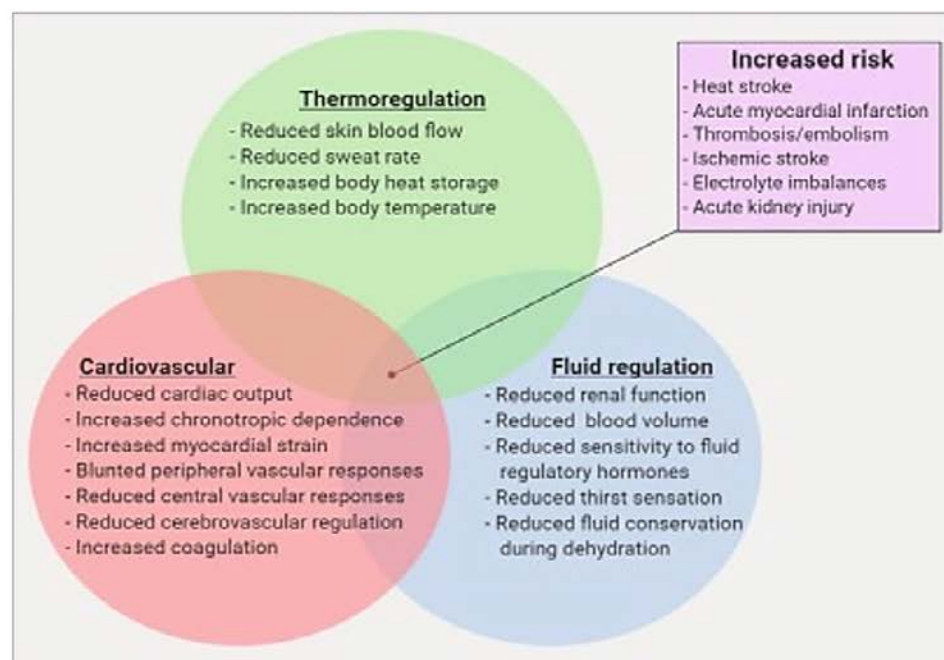 Thermoregulation
- Reduced skin blood flow
- Reduced sweat rate
- Increased body heat storage
- Increased body temperature
Increased risk
- Heat stroke
- Acute myocardial infarction
- Thrombosis/embolism
- Ischemic stroke
- Electrolyte imbalances
- Acute kidney injury
Cardiovascular
- Reduced cardiac output
- Increased chronotropic dependence
- Increased myocardial strain
- Blunted peripheral vascular responses
- Reduced central vascular responses
- Reduced cerebrovascular regulation
- Increased coagulation
Fluid regulation
- Reduced renal function
- Reduced blood volume
- Reduced sensitivity to fluid
regulatory hormones
- Reduced thirst sensation
- Reduced fluid conservation
during dehydration